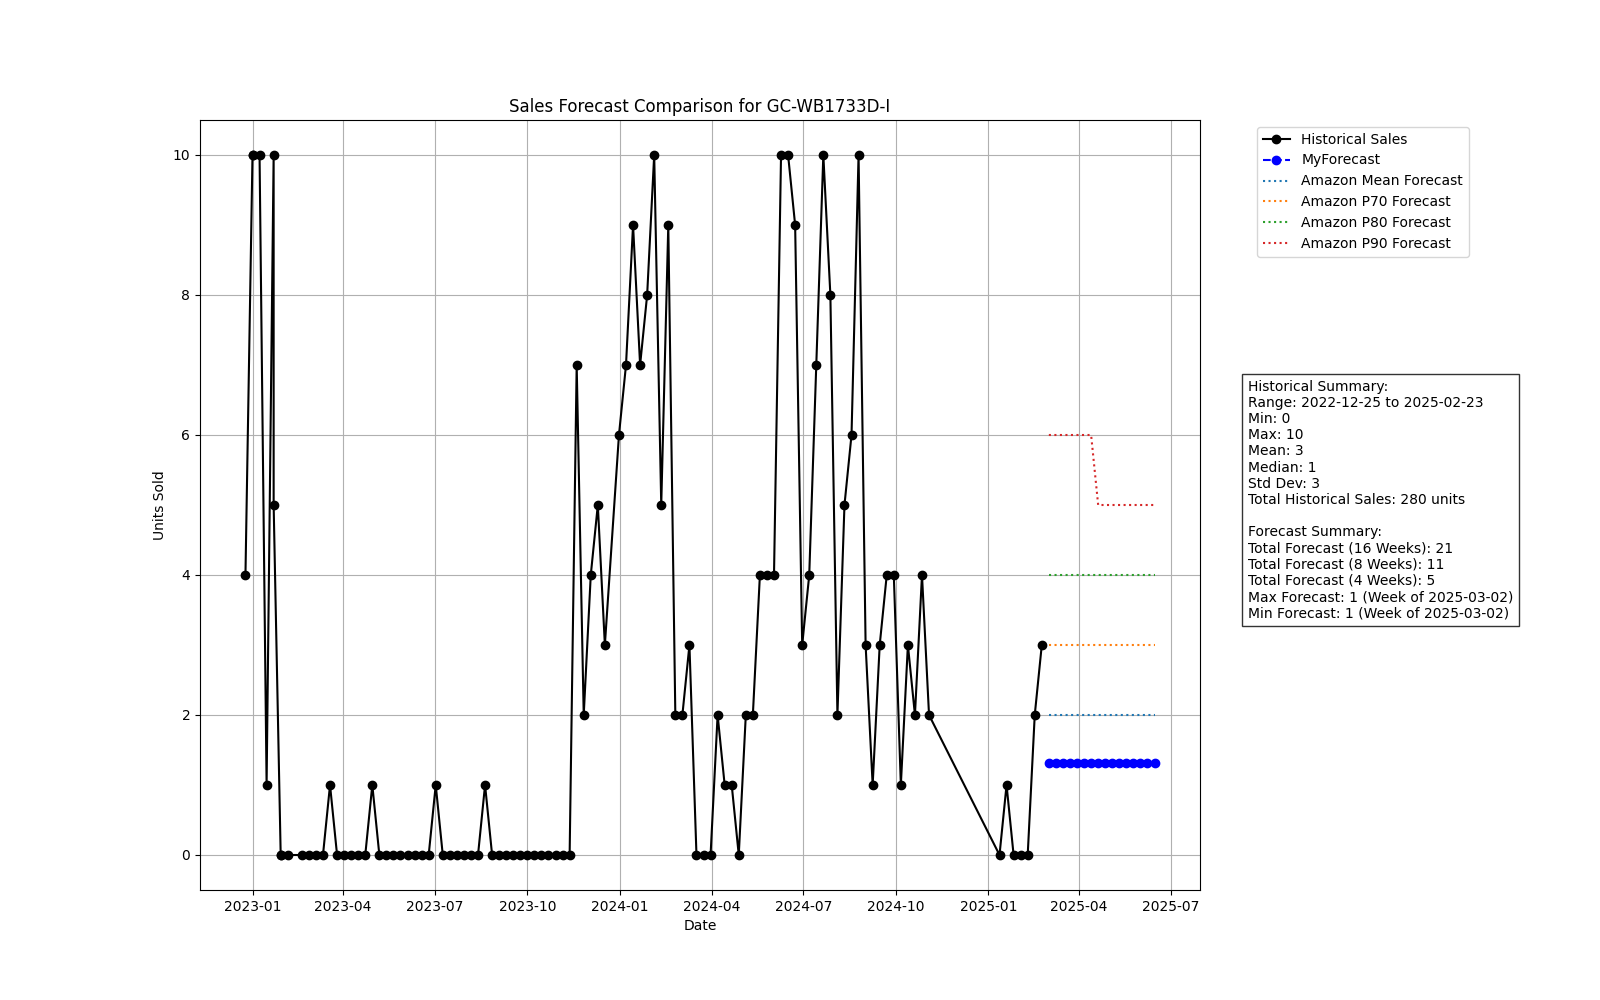 Sales Forecast Comparison for GC-WB1733D-I
Historical Sales
MyForecast
Amazon Mean Forecast
Amazon P70 Forecast
Amazon P80 Forecast
Amazon P90 Forecast
10
8
6
4
2
0
Units Sold
Historical Summary:
Range: 2022-12-25 to 2025-02-23
Min: 0
Max: 10
Mean: 3
Median: 1
Std Dev: 3
Total Historical Sales: 280 units
Forecast Summary:
Total Forecast (16 Weeks): 21
Total Forecast (8 Weeks): 11
Total Forecast (4 Weeks): 5
Max Forecast: 1 (Week of 2025-03-02)
Min Forecast: 1 (Week of 2025-03-02)
2023-01 2023-04 2023-07 2023-10 2024-01 2024-04 2024-07 2024-10 2025-01 2025-04 2025-07
Date